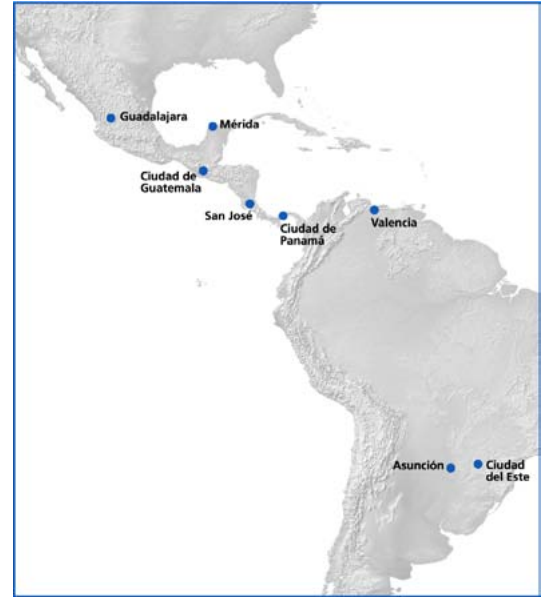 Guadalajara
Mérida
Ciudad de
Guatemala
San José
Ciudad de
Panamá
Valencia
Asunción
Ciudad
del Este